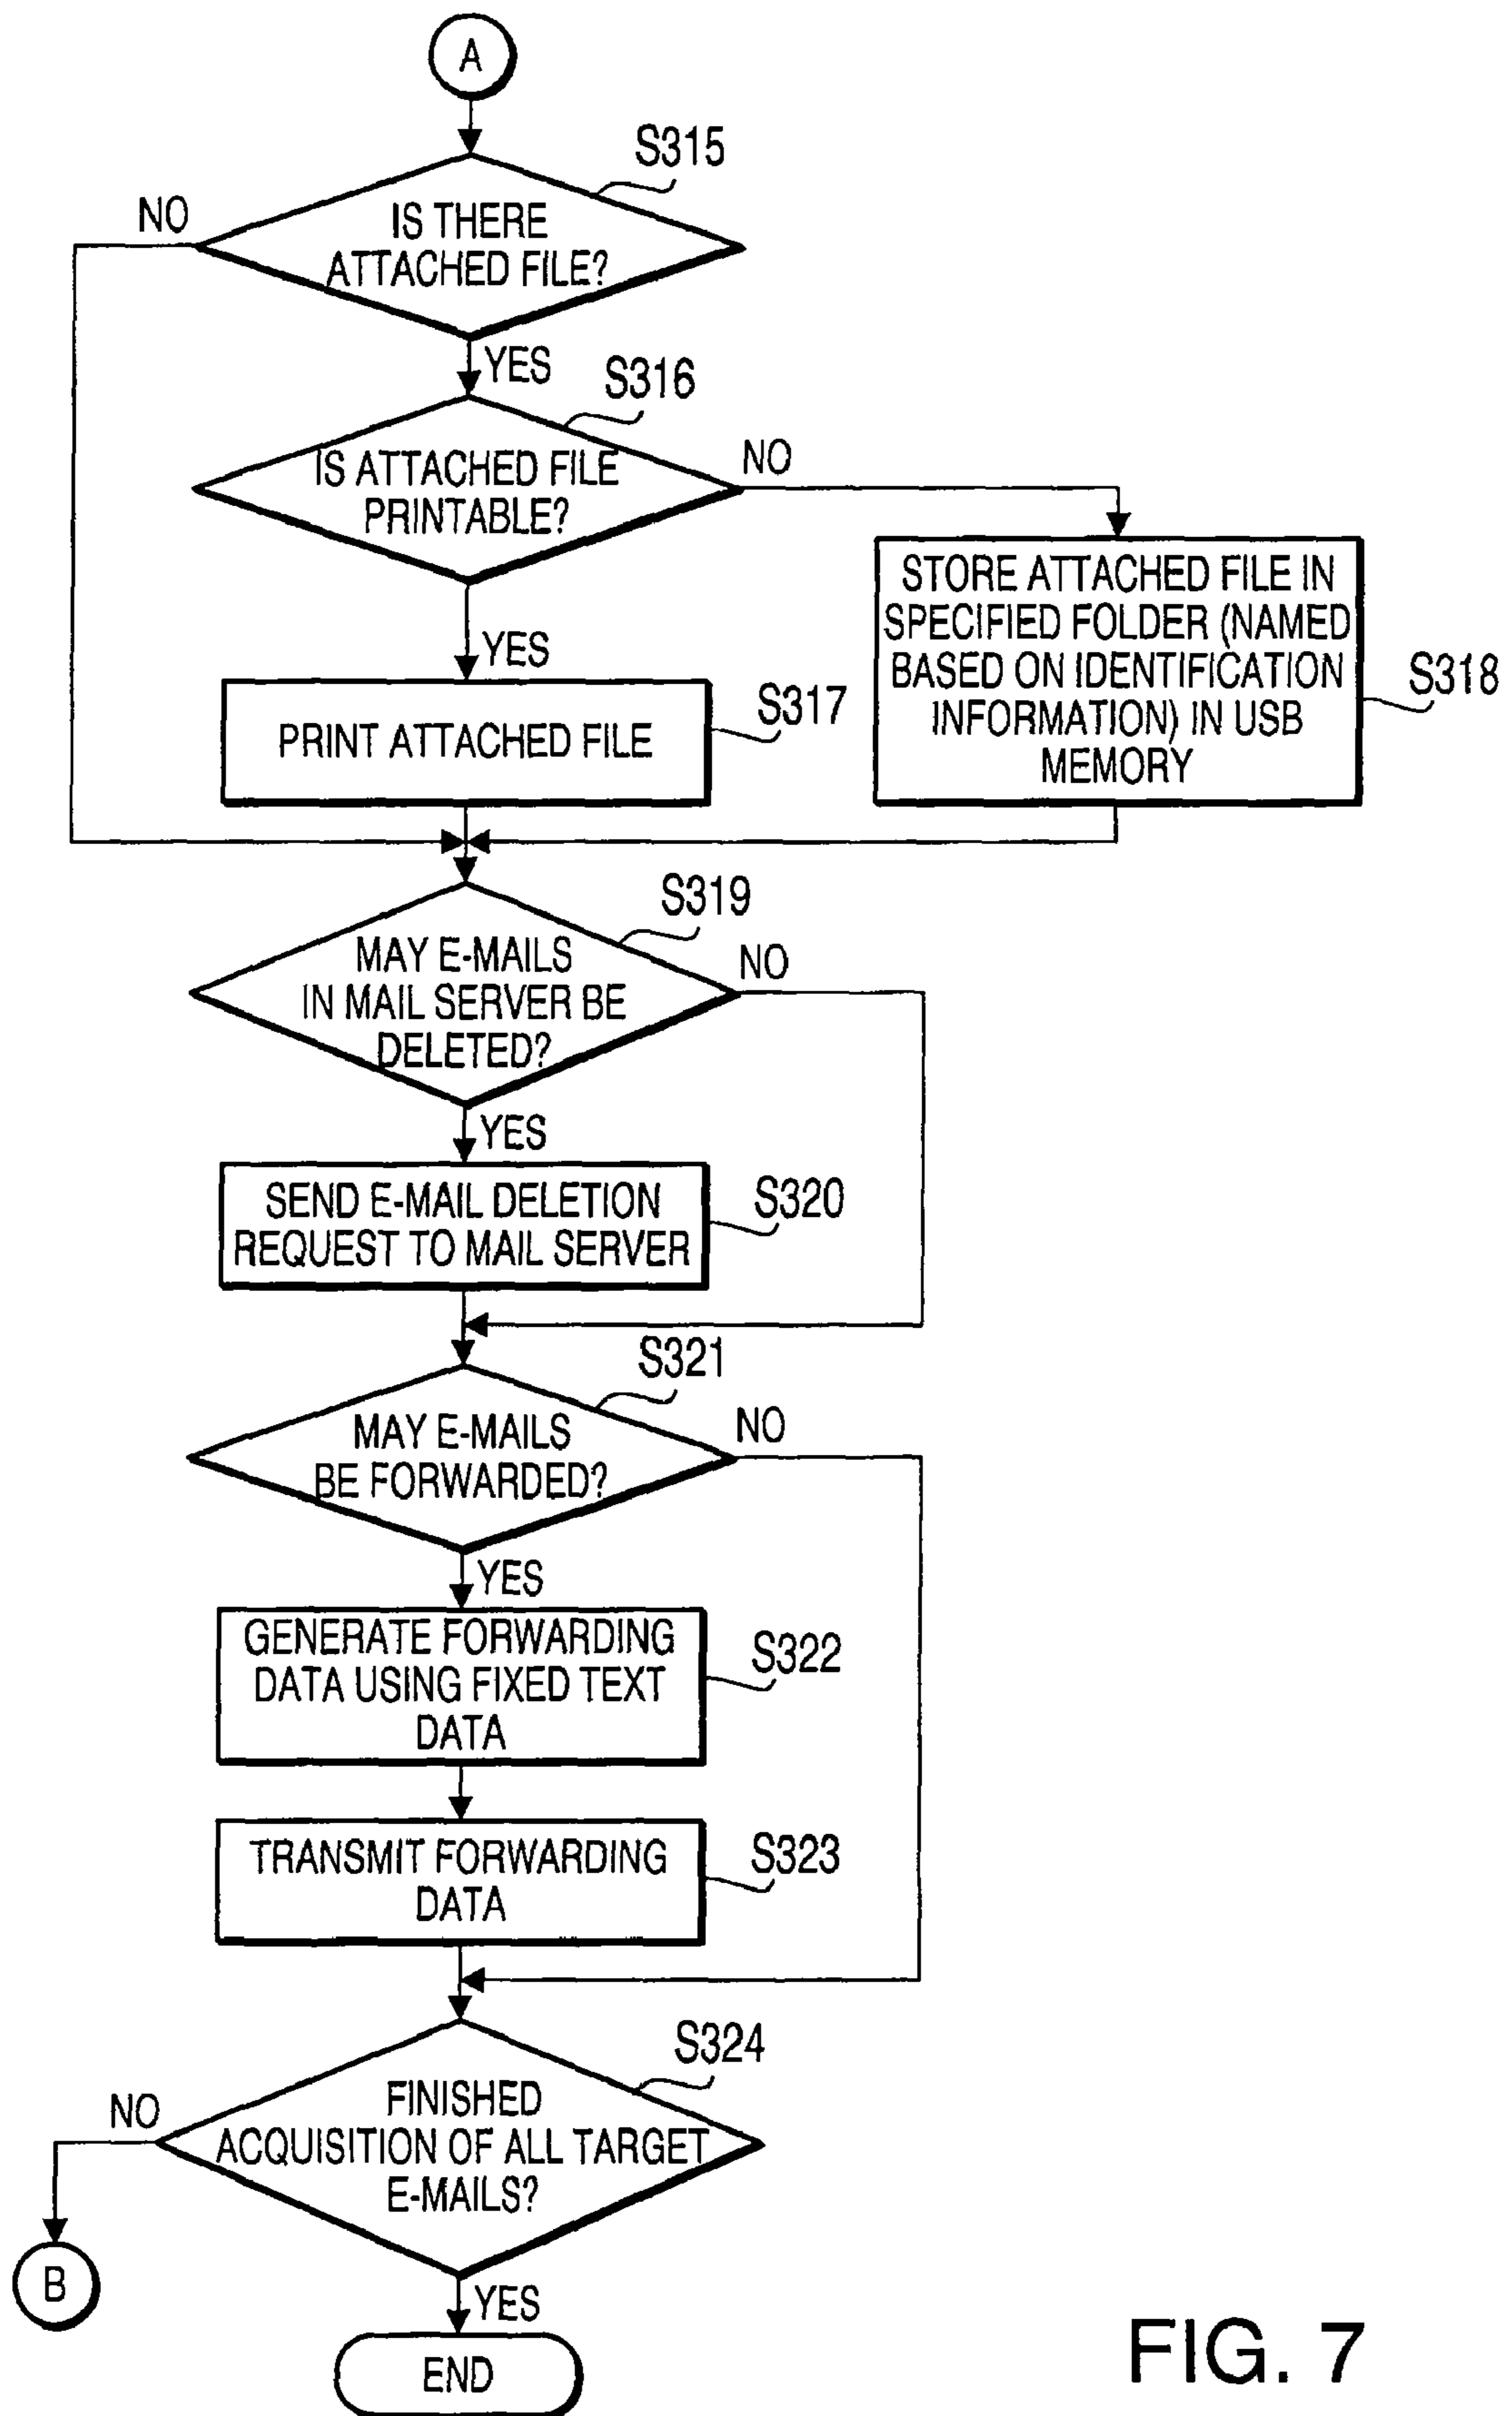 A
S315
NO
IS THERE
ATTACHED FILE?
YES
S316
IS ATTACHED FILE
PRINTABLE?
NO
STORE ATTACHED FILE IN
SPECIFIED FOLDER (NAMED
BASED ON IDENTIFICATION
INFORMATION) IN USB
MEMORY
S318
YES
S317
PRINT ATTACHED FILE
S319
MAY E-MAILS
IN MAIL SERVER BE
DELETED?
NO
YES
SEND E-MAIL DELETION
REQUEST TO MAIL SERVER
S320
S321
MAY E-MAILS
BE FORWARDED?
NO
YES
GENERATE FORWARDING
DATA USING FIXED TEXT
DATA
S322
TRANSMIT FORWARDING
DATA
S323
S324
NO
FINISHED
ACQUISITION OF ALL TARGET
E-MAILS?
B
YES
END
FIG. 7